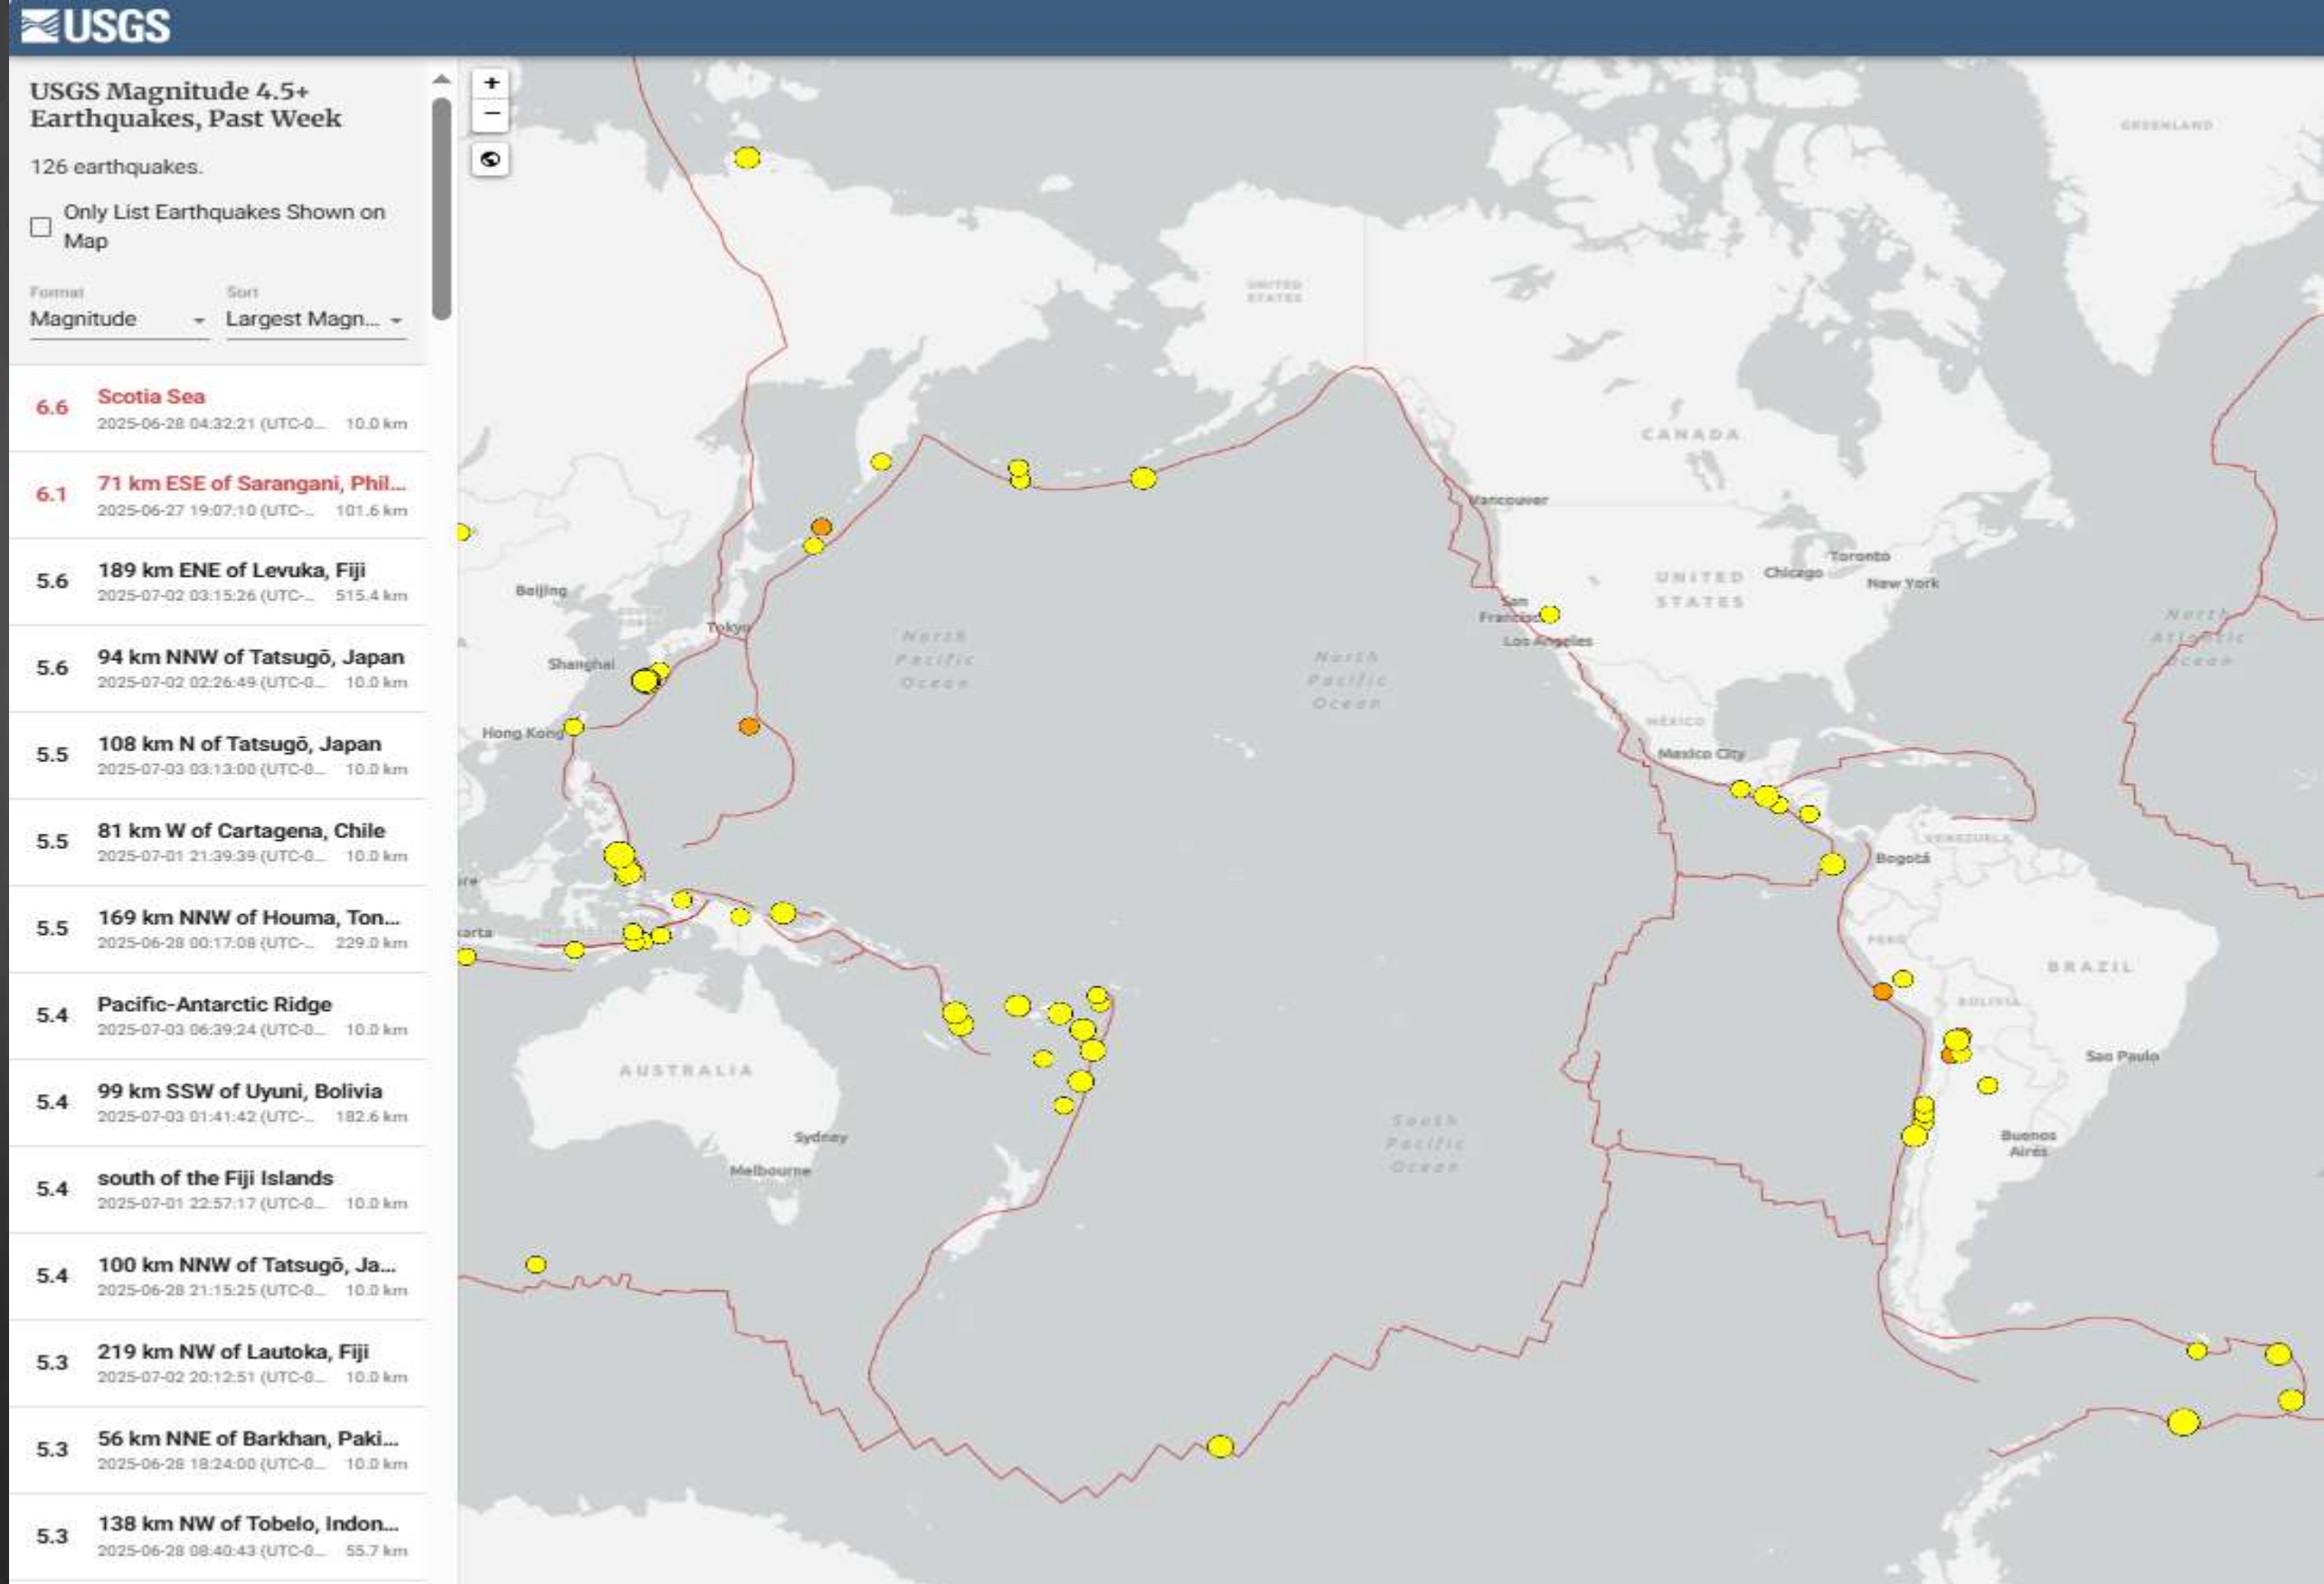 USGS
USGS Magnitude 4.5+
Earthquakes, Past Week
126 earthquakes.
Only List Earthquakes Shown on
Map
Format
Sort
Magnitude
Largest Magn...
6.6
Scotia Sea
2025-06-28 04:32:21 (UTC-0...
10.0 km
6.1
71 km ESE of Sarangani, Phil...
2025-06-27 19:07:10 (UTC-...
101.6 km
5.6
189 km ENE of Levuka, Fiji
2025-07-02 03:15:26 (UTC-...
515.4 km
5.6
94 km NNW of Tatsugō, Japan
2025-07-02 02:26:49 (UTC-0...
10.0 km
5.5
108 km N of Tatsugō, Japan
2025-07-03 03:13:00 (UTC-0...
10.0 km
5.5
81 km W of Cartagena, Chile
2025-07-01 21:39:39 (UTC-0...
10.0 km
5.5
169 km NNW of Houma, Ton...
2025-06-28 00:17:08 (UTC-...
229.0 km
5.4
Pacific-Antarctic Ridge
2025-07-03 06:39:24 (UTC-0...
10.0 km
5.4
99 km SSW of Uyuni, Bolivia
2025-07-03 01:41:42 (UTC-...
182.6 km
5.4
south of the Fiji Islands
2025-07-01 22:57:17 (UTC-0...
10.0 km
5.4
100 km NNW of Tatsugō, Ja...
2025-06-28 21:15:25 (UTC-0...
10.0 km
5.3
219 km NW of Lautoka, Fiji
2025-07-02 20:12:51 (UTC-0...
10.0 km
5.3
56 km NNE of Barkhan, Paki...
2025-06-28 18:24:00 (UTC-0...
10.0 km
5.3
138 km NW of Tobelo, Indon...
2025-06-28 08:40:43 (UTC-0...
55.7 km
+
−
GREENLAND
UNITED
STATES
CANADA
Vancouver
Toronto
Chicago
New York
UNITED
STATES
San
Francisco
Los Angeles
North
Atlantic
Ocean
Beijing
Tokyo
Shanghai
Hong Kong
North
Pacific
Ocean
North
Pacific
Ocean
MÉXICO
Mexico City
VENEZUELA
Bogotá
karta
PERÚ
BRAZIL
BOLIVIA
Sao Paulo
AUSTRALIA
Sydney
Melbourne
South
Pacific
Ocean
Buenos
Aires